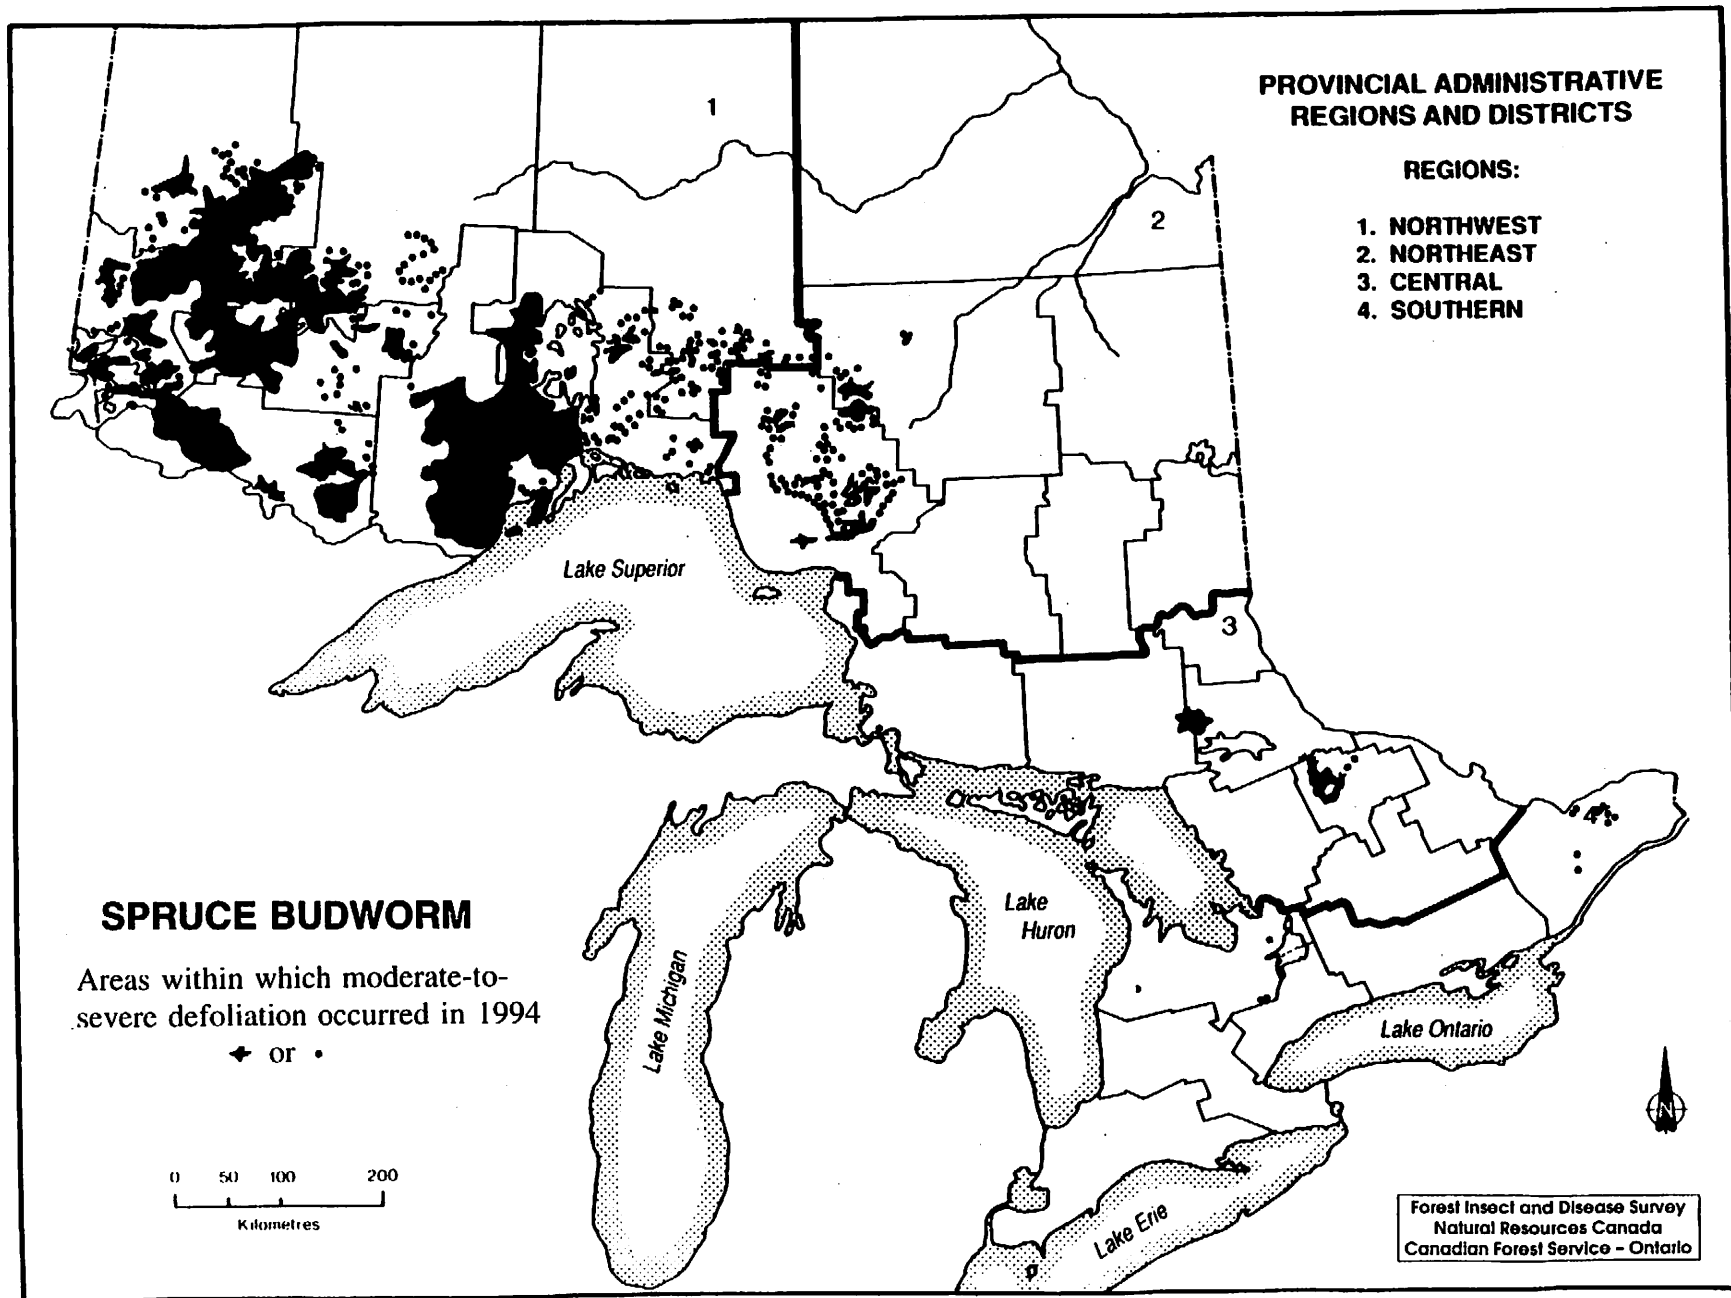 PROVINCIAL ADMINISTRATIVE
REGIONS AND DISTRICTS
REGIONS:
1. NORTHWEST
2. NORTHEAST
3. CENTRAL
4. SOUTHERN
1
2
3
4
Lake Superior
Lake Michigan
Lake
Huron
Lake Ontario
Lake Erie
SPRUCE BUDWORM
Areas within which moderate-to-
severe defoliation occurred in 1994
or
0 50 100 200
Kilometres
N
Forest Insect and Disease Survey
Natural Resources Canada
Canadian Forest Service - Ontario